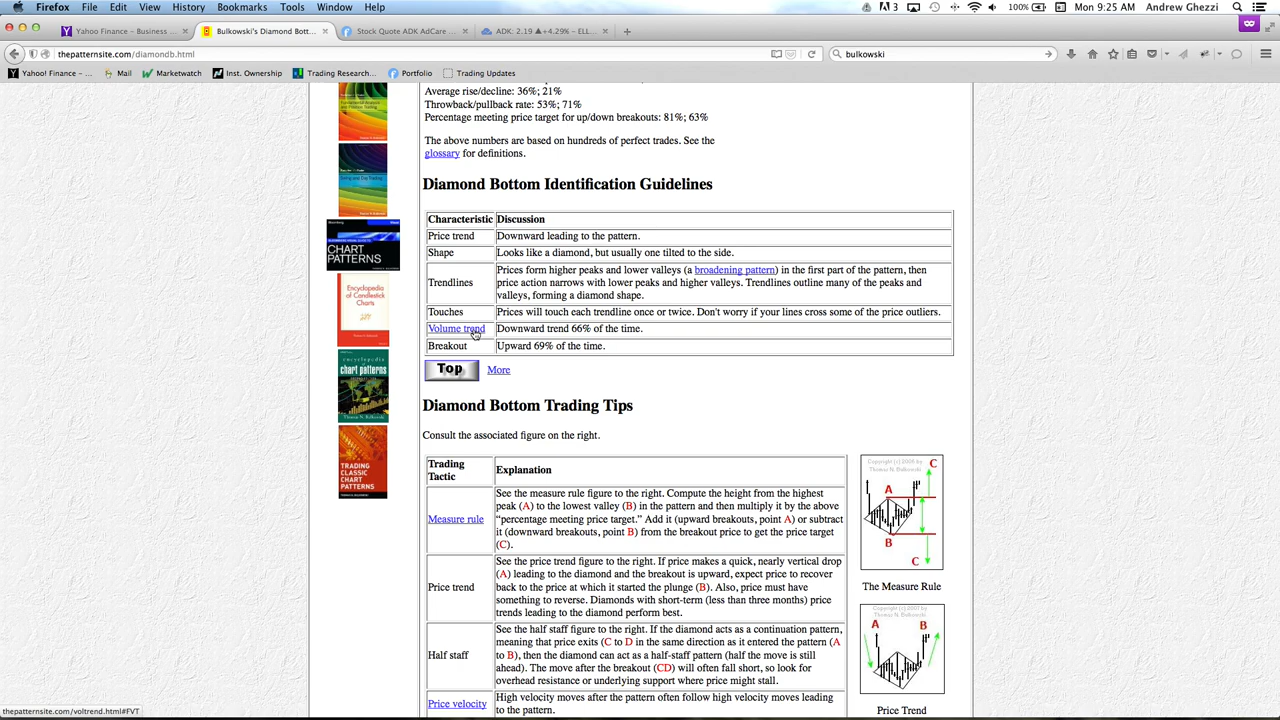 Firefox File Edit View History Bookmarks Tools Window Help 3 100% Mon 9:25 AM Andrew Ghezzi
Yahoo Finance – Business ... × Bulkowski's Diamond Bott... × Stock Quote ADK AdCare ... × ADK: 2.19 ▲+4.29% – ELL... × +
thepatternsite.com/diamondb.html bulkowski
Yahoo! Finance – ... Mail Marketwatch Inst. Ownership Trading Research... Portfolio Trading Updates
Average rise/decline: 36%; 21%
Throwback/pullback rate: 53%; 71%
Percentage meeting price target for up/down breakouts: 81%; 63%
The above numbers are based on hundreds of perfect trades. See the
glossary for definitions.
Diamond Bottom Identification Guidelines
Characteristic Discussion
Price trend Downward leading to the pattern.
Shape Looks like a diamond, but usually one tilted to the side.
Trendlines Prices form higher peaks and lower valleys (a broadening pattern) in the first part of the pattern, then
price action narrows with lower peaks and higher valleys. Trendlines outline many of the peaks and
valleys, forming a diamond shape.
Touches Prices will touch each trendline once or twice. Don't worry if your lines cross some of the price outliers.
Volume trend Downward trend 66% of the time.
Breakout Upward 69% of the time.
Top More
CHART
PATTERNS
Encyclopedia
of
Candlestick
Charts
encyclopedia
chart patterns
TRADING
CLASSIC
CHART
PATTERNS
Diamond Bottom Trading Tips
Consult the associated figure on the right.
Trading
Tactic Explanation
Measure rule See the measure rule figure to the right. Compute the height from the highest
peak (A) to the lowest valley (B) in the pattern and then multiply it by the above
“percentage meeting price target.” Add it (upward breakouts, point A) or subtract
it (downward breakouts, point B) from the breakout price to get the price target
(C).
Price trend See the price trend figure to the right. If price makes a quick, nearly vertical drop
(A) leading to the diamond and the breakout is upward, expect price to recover
back to the price at which it started the plunge (B). Also, price must have
something to reverse. Diamonds with short-term (less than three months) price
trends leading to the diamond perform best.
Half staff See the half staff figure to the right. If the diamond acts as a continuation pattern,
meaning that price exits (C to D in the same direction as it entered the pattern (A
to B), then the diamond can act as a half-staff pattern (half the move is still
ahead). The move after the breakout (CD) will often fall short, so look for
overhead resistance or underlying support where price might stall.
Price velocity High velocity moves after the pattern often follow high velocity moves leading
to the pattern.
Copyright (c) 2009 by
Thomas N. Bulkowski
C
A
B
C
The Measure Rule
Copyright (c) 2007 by
Thomas N. Bulkowski
A B
Price Trend
thepatternsite.com/voltrend.html#FVT